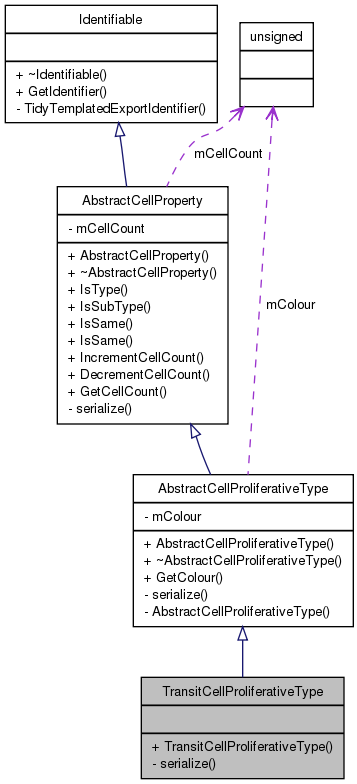 Identifiable
+ ~Identifiable()
+ GetIdentifier()
- TidyTemplatedExportIdentifier()
unsigned
mCellCount
AbstractCellProperty
- mCellCount
+ AbstractCellProperty()
+ ~AbstractCellProperty()
+ IsType()
+ IsSubType()
+ IsSame()
+ IsSame()
+ IncrementCellCount()
+ DecrementCellCount()
+ GetCellCount()
- serialize()
mColour
AbstractCellProliferativeType
- mColour
+ AbstractCellProliferativeType()
+ ~AbstractCellProliferativeType()
+ GetColour()
- serialize()
- AbstractCellProliferativeType()
TransitCellProliferativeType
+ TransitCellProliferativeType()
- serialize()